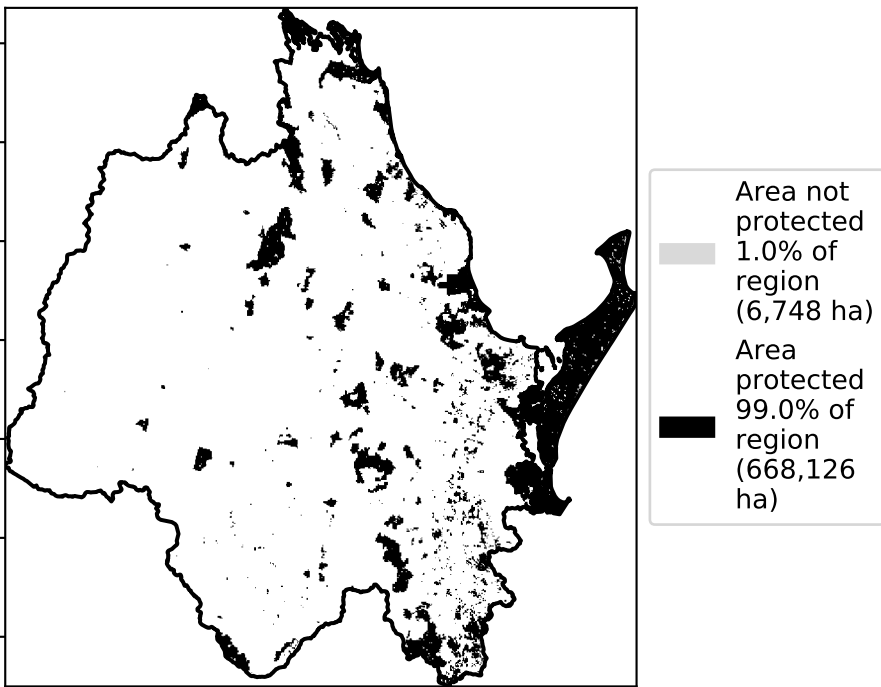 Area not
protected
1.0% of
region
(6,748 ha)
Area
protected
99.0% of
region
(668,126
ha)